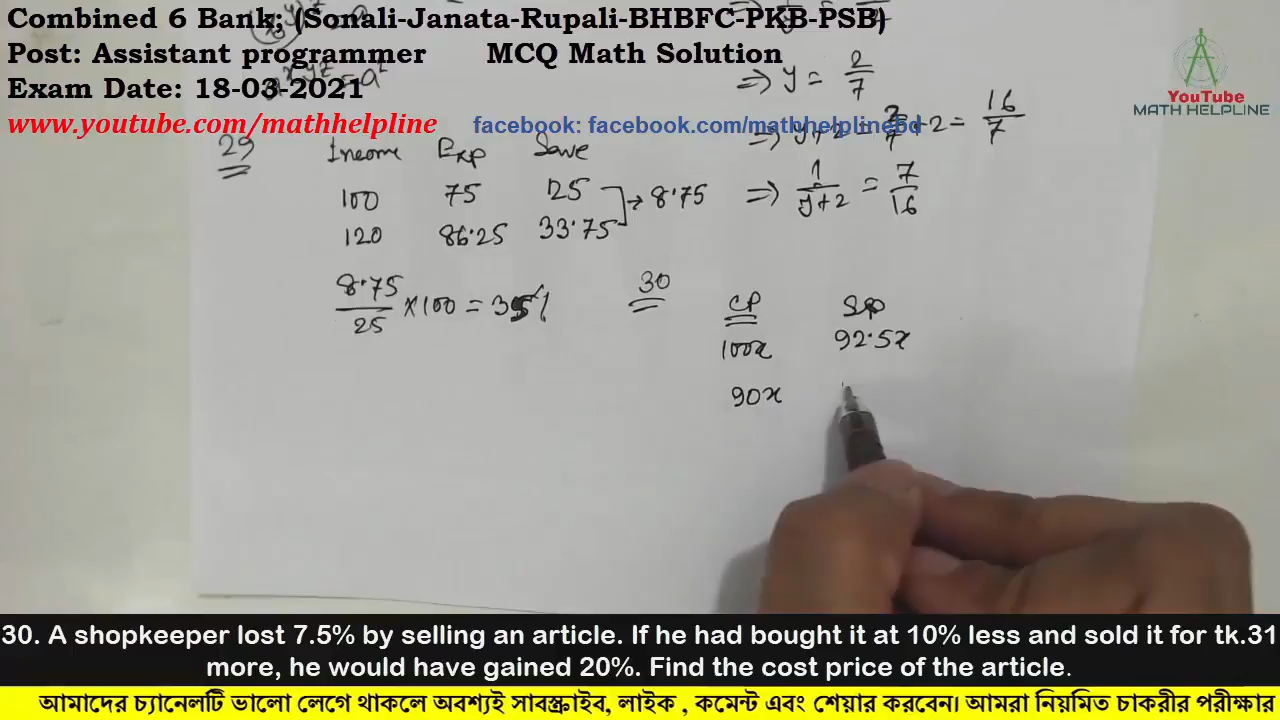 Combined 6 Bank; (Sonali-Janata-Rupali-BHBFC-PKB-PSB)
Post: Assistant programmer MCQ Math Solution
Exam Date: 18-03-2021
www.youtube.com/mathhelpline facebook: facebook.com/mathhelplinebd
YouTube
MATH HELPLINE
⇒ y = 2/7
⇒ y+2 = 2/7+2 = 16/7
⇒ 1/y+2 = 7/16
29
Income Exp Save
100 75 25
120 86.25 33.75 → 8.75
8.75/25 × 100 = 35%
30
CP SP
100x 92.5x
90x
30. A shopkeeper lost 7.5% by selling an article. If he had bought it at 10% less and sold it for tk.31
more, he would have gained 20%. Find the cost price of the article.
আমাদের চ্যানেলটি ভালো লেগে থাকলে অবশ্যই সাবস্ক্রাইব, লাইক , কমেন্ট এবং শেয়ার করবেন। আমরা নিয়মিত চাকরীর পরীক্ষার